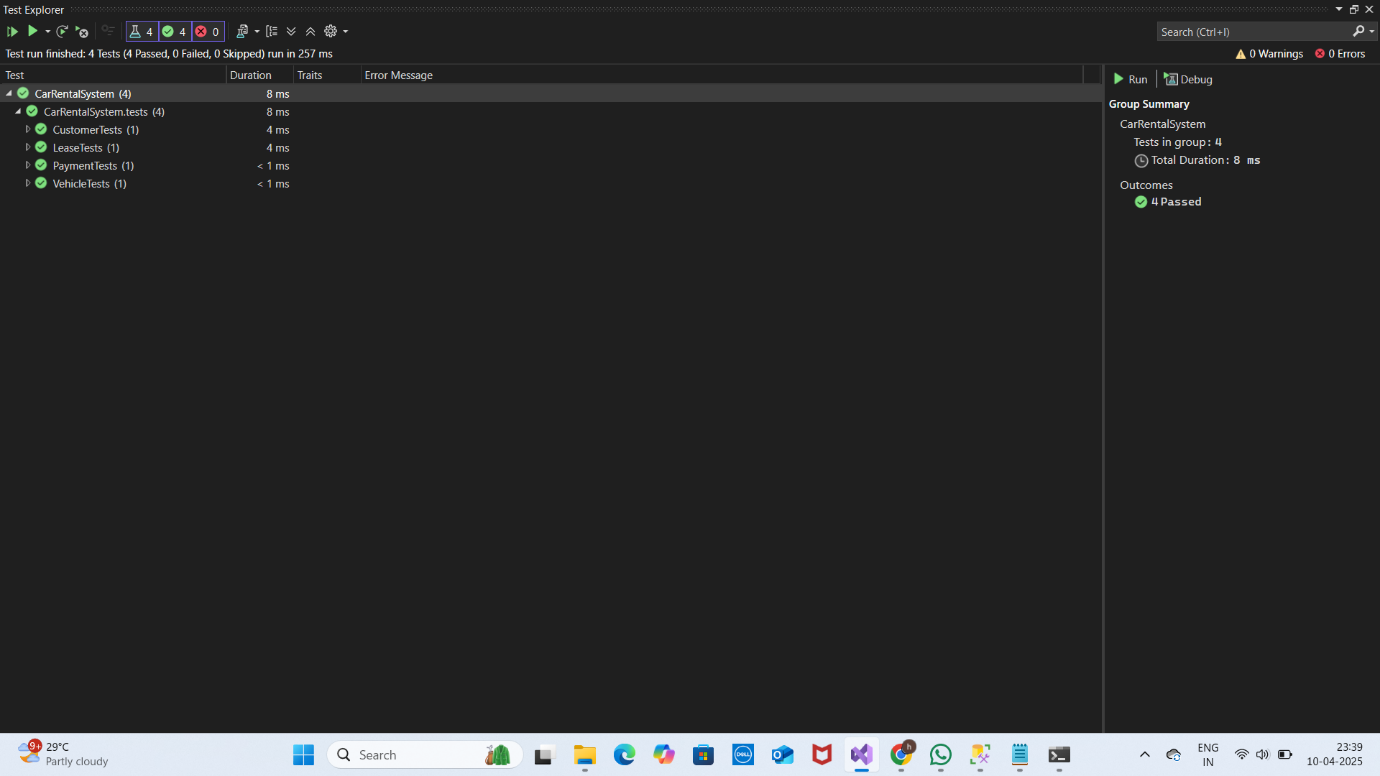 Test Explorer
4 4 0
Search (Ctrl+I)
Test run finished: 4 Tests (4 Passed, 0 Failed, 0 Skipped) run in 257 ms
0 Warnings 0 Errors
Test Duration Traits Error Message
CarRentalSystem (4) 8 ms
CarRentalSystem.tests (4) 8 ms
CustomerTests (1) 4 ms
LeaseTests (1) 4 ms
PaymentTests (1) < 1 ms
VehicleTests (1) < 1 ms
Run Debug
Group Summary
CarRentalSystem
Tests in group: 4
Total Duration: 8 ms
Outcomes
4 Passed
9+
29°C
Partly cloudy
Search
DELL
h
ENG
IN
23:39
10-04-2025